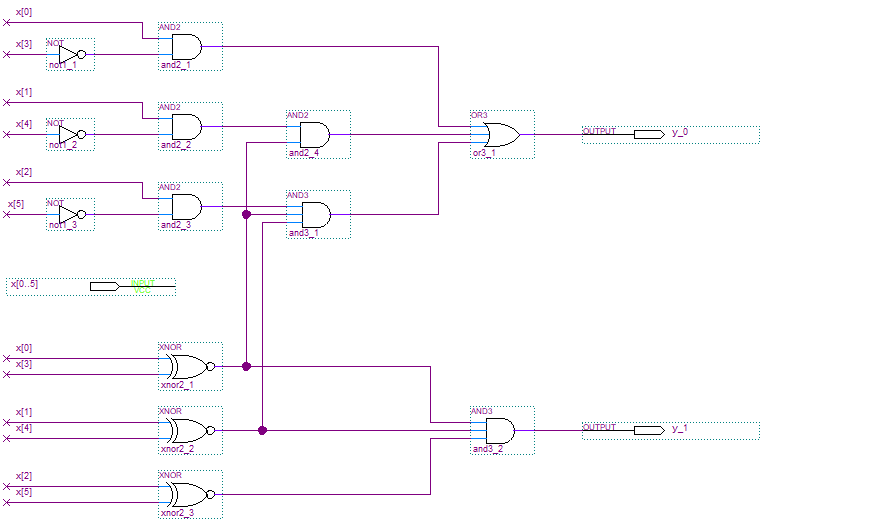 x[0]
AND2
x[3]
NOT
not1_1
and2_1
x[1]
AND2
AND2
OR3
x[4]
NOT
OUTPUT
y_0
not1_2
and2_2
and2_4
or3_1
x[2]
AND2
AND3
x[5]
NOT
not1_3
and2_3
and3_1
x[0..5]
INPUT
VCC
x[0]
XNOR
x[3]
xnor2_1
x[1]
XNOR
AND3
x[4]
OUTPUT
y_1
xnor2_2
and3_2
x[2]
XNOR
x[5]
xnor2_3